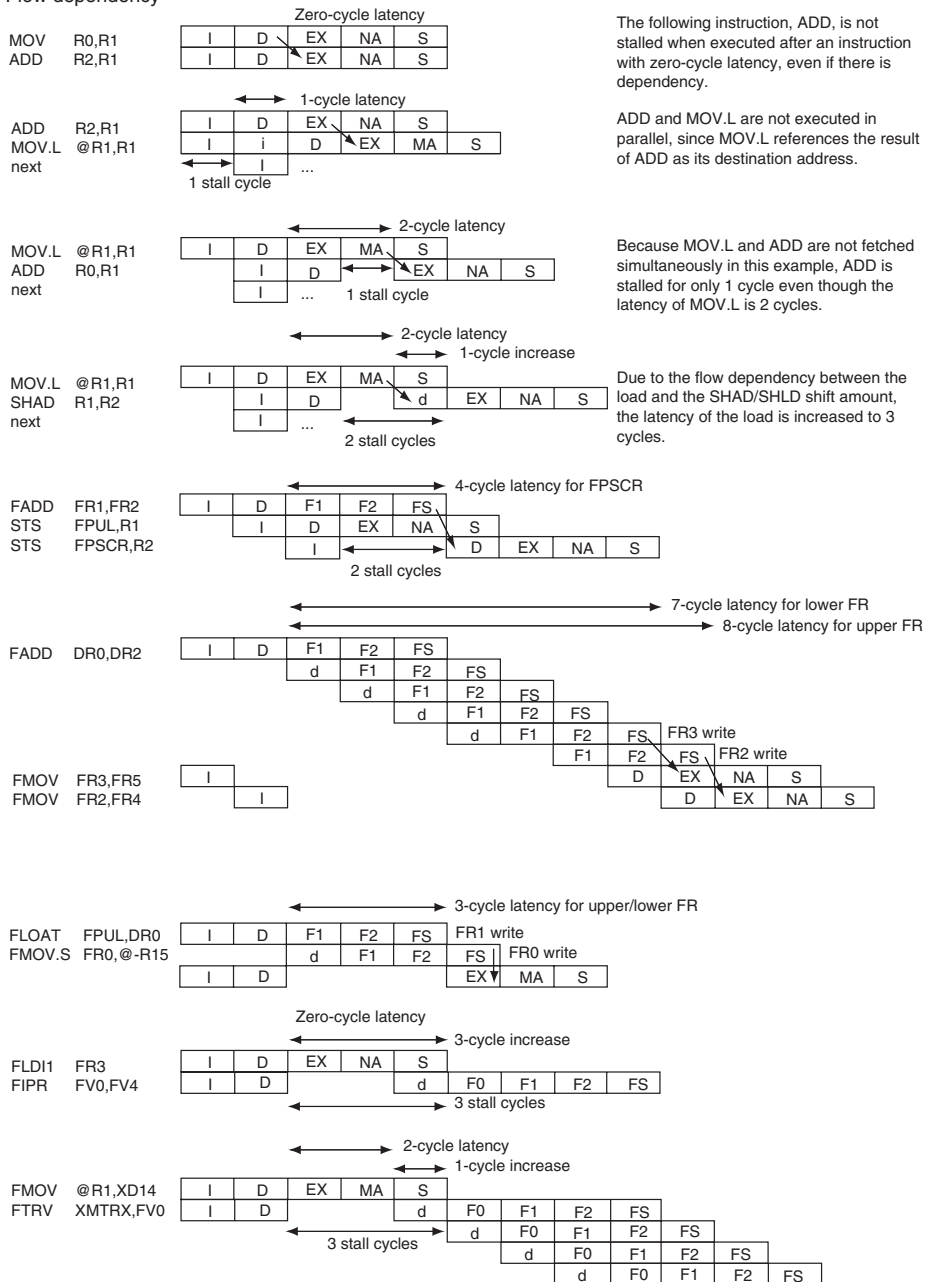 Zero-cycle latency
MOV R0,R1 I D EX NA S
ADD R2,R1 I D EX NA S
The following instruction, ADD, is not
stalled when executed after an instruction
with zero-cycle latency, even if there is
dependency.
1-cycle latency
ADD R2,R1 I D EX NA S
MOV.L @R1,R1 I i D EX MA S
next I ...
1 stall cycle
ADD and MOV.L are not executed in
parallel, since MOV.L references the result
of ADD as its destination address.
2-cycle latency
MOV.L @R1,R1 I D EX MA S
ADD R0,R1 I D EX NA S
next I ... 1 stall cycle
Because MOV.L and ADD are not fetched
simultaneously in this example, ADD is
stalled for only 1 cycle even though the
latency of MOV.L is 2 cycles.
2-cycle latency
1-cycle increase
MOV.L @R1,R1 I D EX MA S
SHAD R1,R2 I D d EX NA S
next I ...
2 stall cycles
Due to the flow dependency between the
load and the SHAD/SHLD shift amount,
the latency of the load is increased to 3
cycles.
4-cycle latency for FPSCR
FADD FR1,FR2 I D F1 F2 FS
STS FPUL,R1 I D EX NA S
STS FPSCR,R2 I D EX NA S
2 stall cycles
7-cycle latency for lower FR
8-cycle latency for upper FR
FADD DR0,DR2 I D F1 F2 FS
d F1 F2 FS
d F1 F2 FS
d F1 F2 FS
d F1 F2 FS FR3 write
F1 F2 FS FR2 write
FMOV FR3,FR5 I D EX NA S
FMOV FR2,FR4 I D EX NA S
3-cycle latency for upper/lower FR
FLOAT FPUL,DR0 I D F1 F2 FS FR1 write
FMOV.S FR0,@-R15 d F1 F2 FS FR0 write
I D EX MA S
Zero-cycle latency
3-cycle increase
FLDI1 FR3 I D EX NA S
FIPR FV0,FV4 I D d F0 F1 F2 FS
3 stall cycles
2-cycle latency
1-cycle increase
FMOV @R1,XD14 I D EX MA S
FTRV XMTRX,FV0 I D d F0 F1 F2 FS
3 stall cycles d F0 F1 F2 FS
d F0 F1 F2 FS
d F0 F1 F2 FS